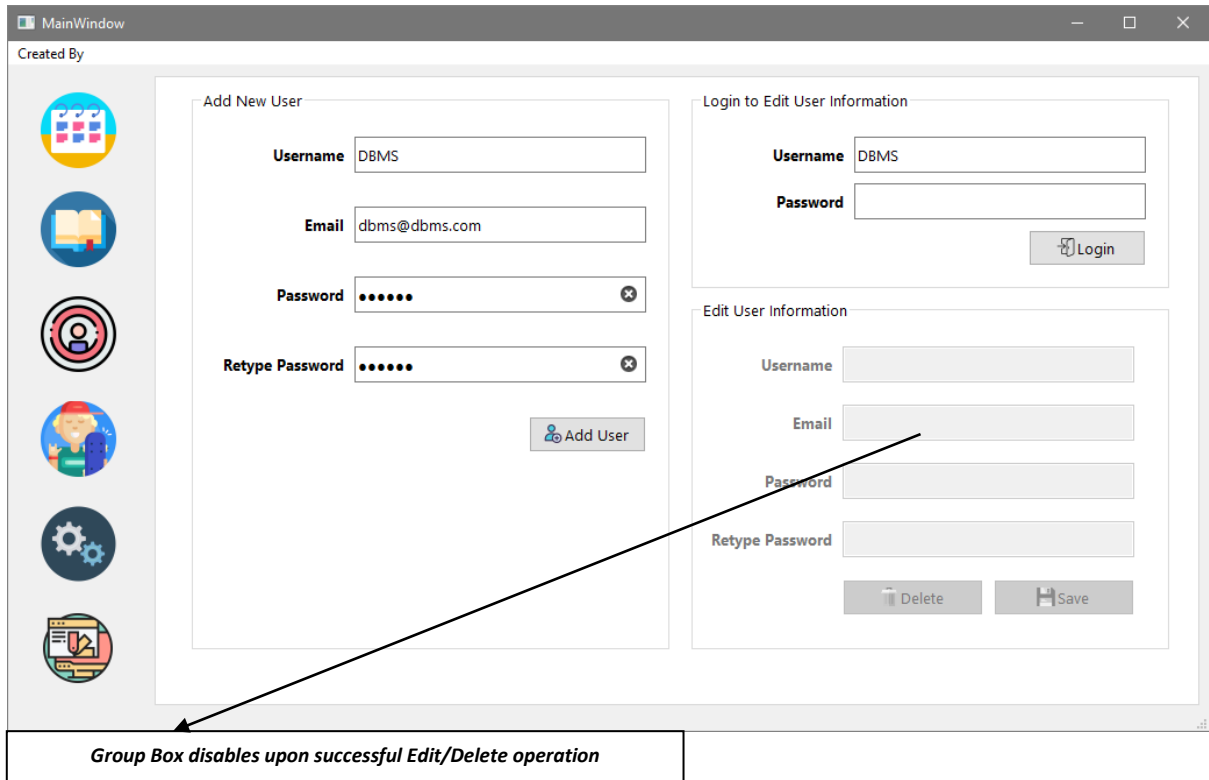 MainWindow
Created By
Add New User
Username DBMS
Email dbms@dbms.com
Password ●●●●●●
Retype Password ●●●●●●
Add User
Login to Edit User Information
Username DBMS
Password
Login
Edit User Information
Username
Email
Password
Retype Password
Delete Save
Group Box disables upon successful Edit/Delete operation